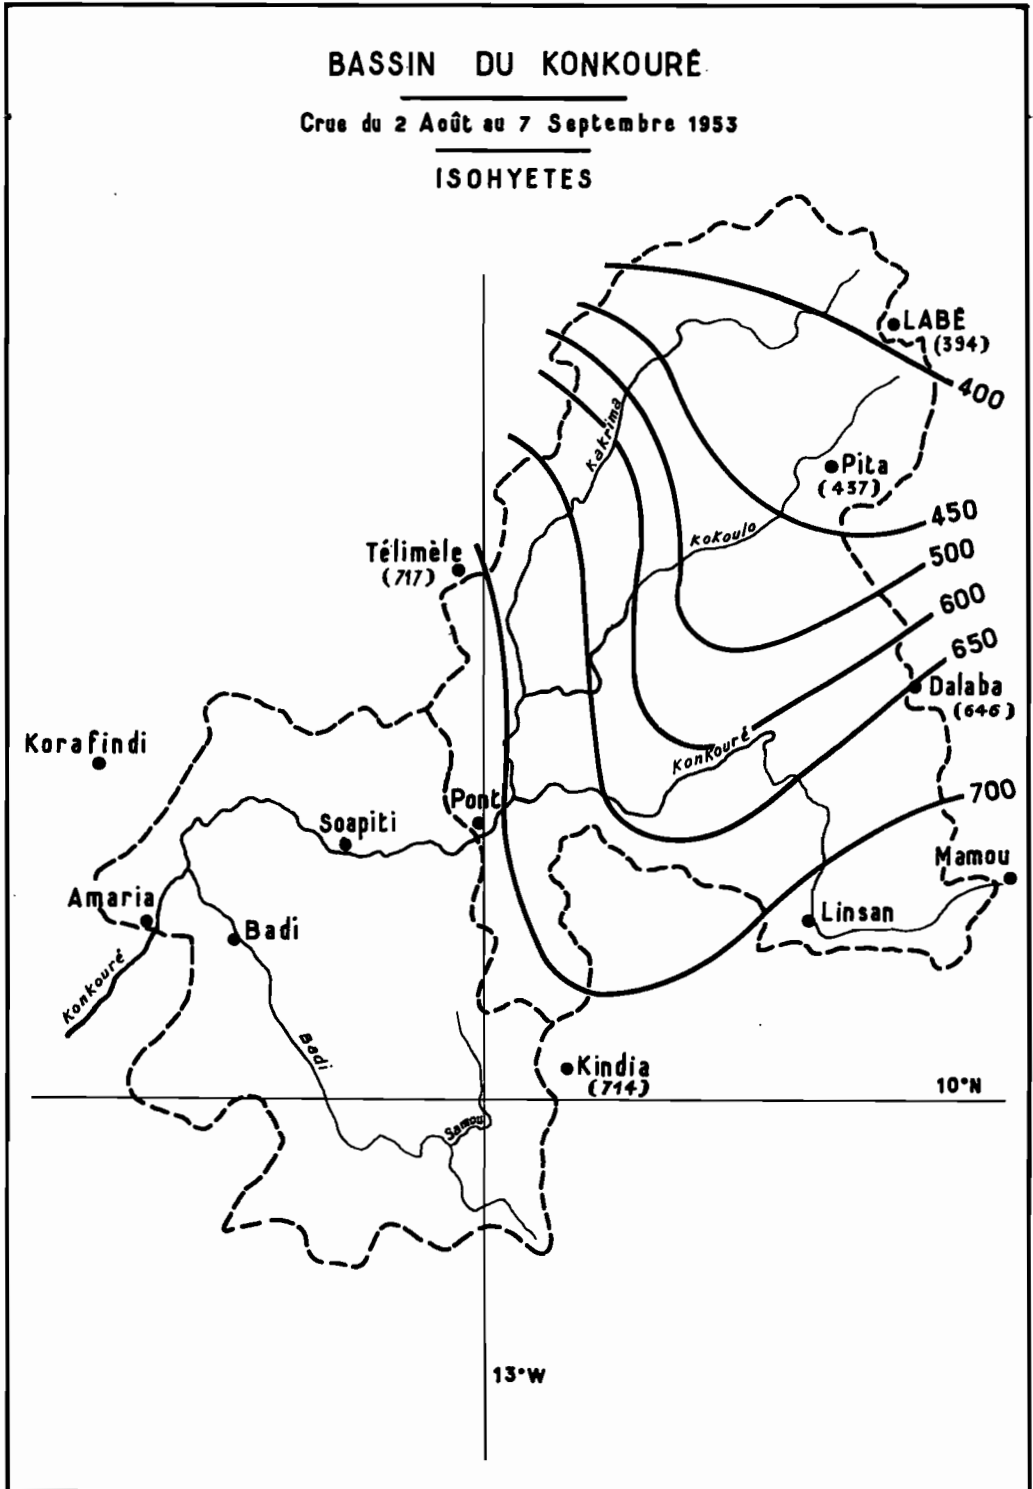 BASSIN DU KONKOURÉ
Crue du 2 Août au 7 Septembre 1953
ISOHYETES
LABÉ
(394)
400
Kakrima
Pita
(437)
450
Kokoulo
500
Télimèle
(717)
600
650
Dalaba
(646)
Korafindi
Konkouré
700
Pont
Soapiti
Mamou
Amaria
Linsan
Badi
Konkouré
Badi
Kindia
(714)
10°N
Samou
13°W